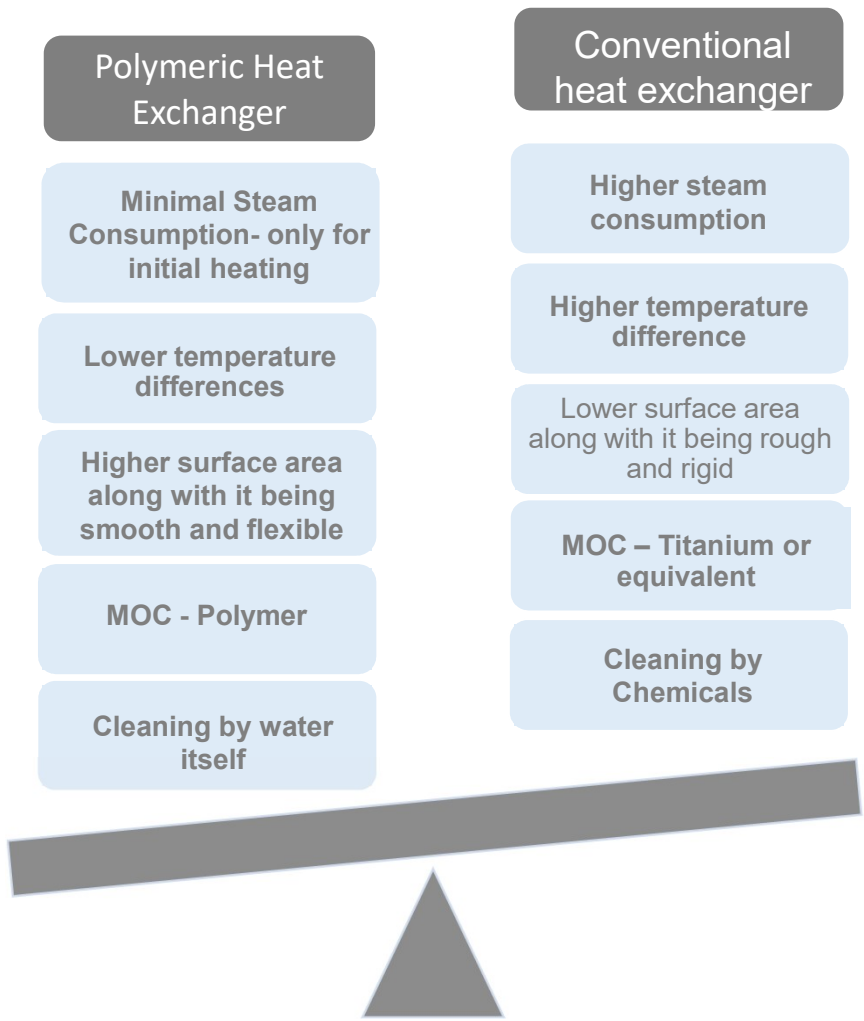 Polymeric Heat
Exchanger
Minimal Steam
Consumption- only for
initial heating
Lower temperature
differences
Higher surface area
along with it being
smooth and flexible
MOC - Polymer
Cleaning by water
itself
Conventional
heat exchanger
Higher steam
consumption
Higher temperature
difference
Lower surface area
along with it being rough
and rigid
MOC – Titanium or
equivalent
Cleaning by
Chemicals